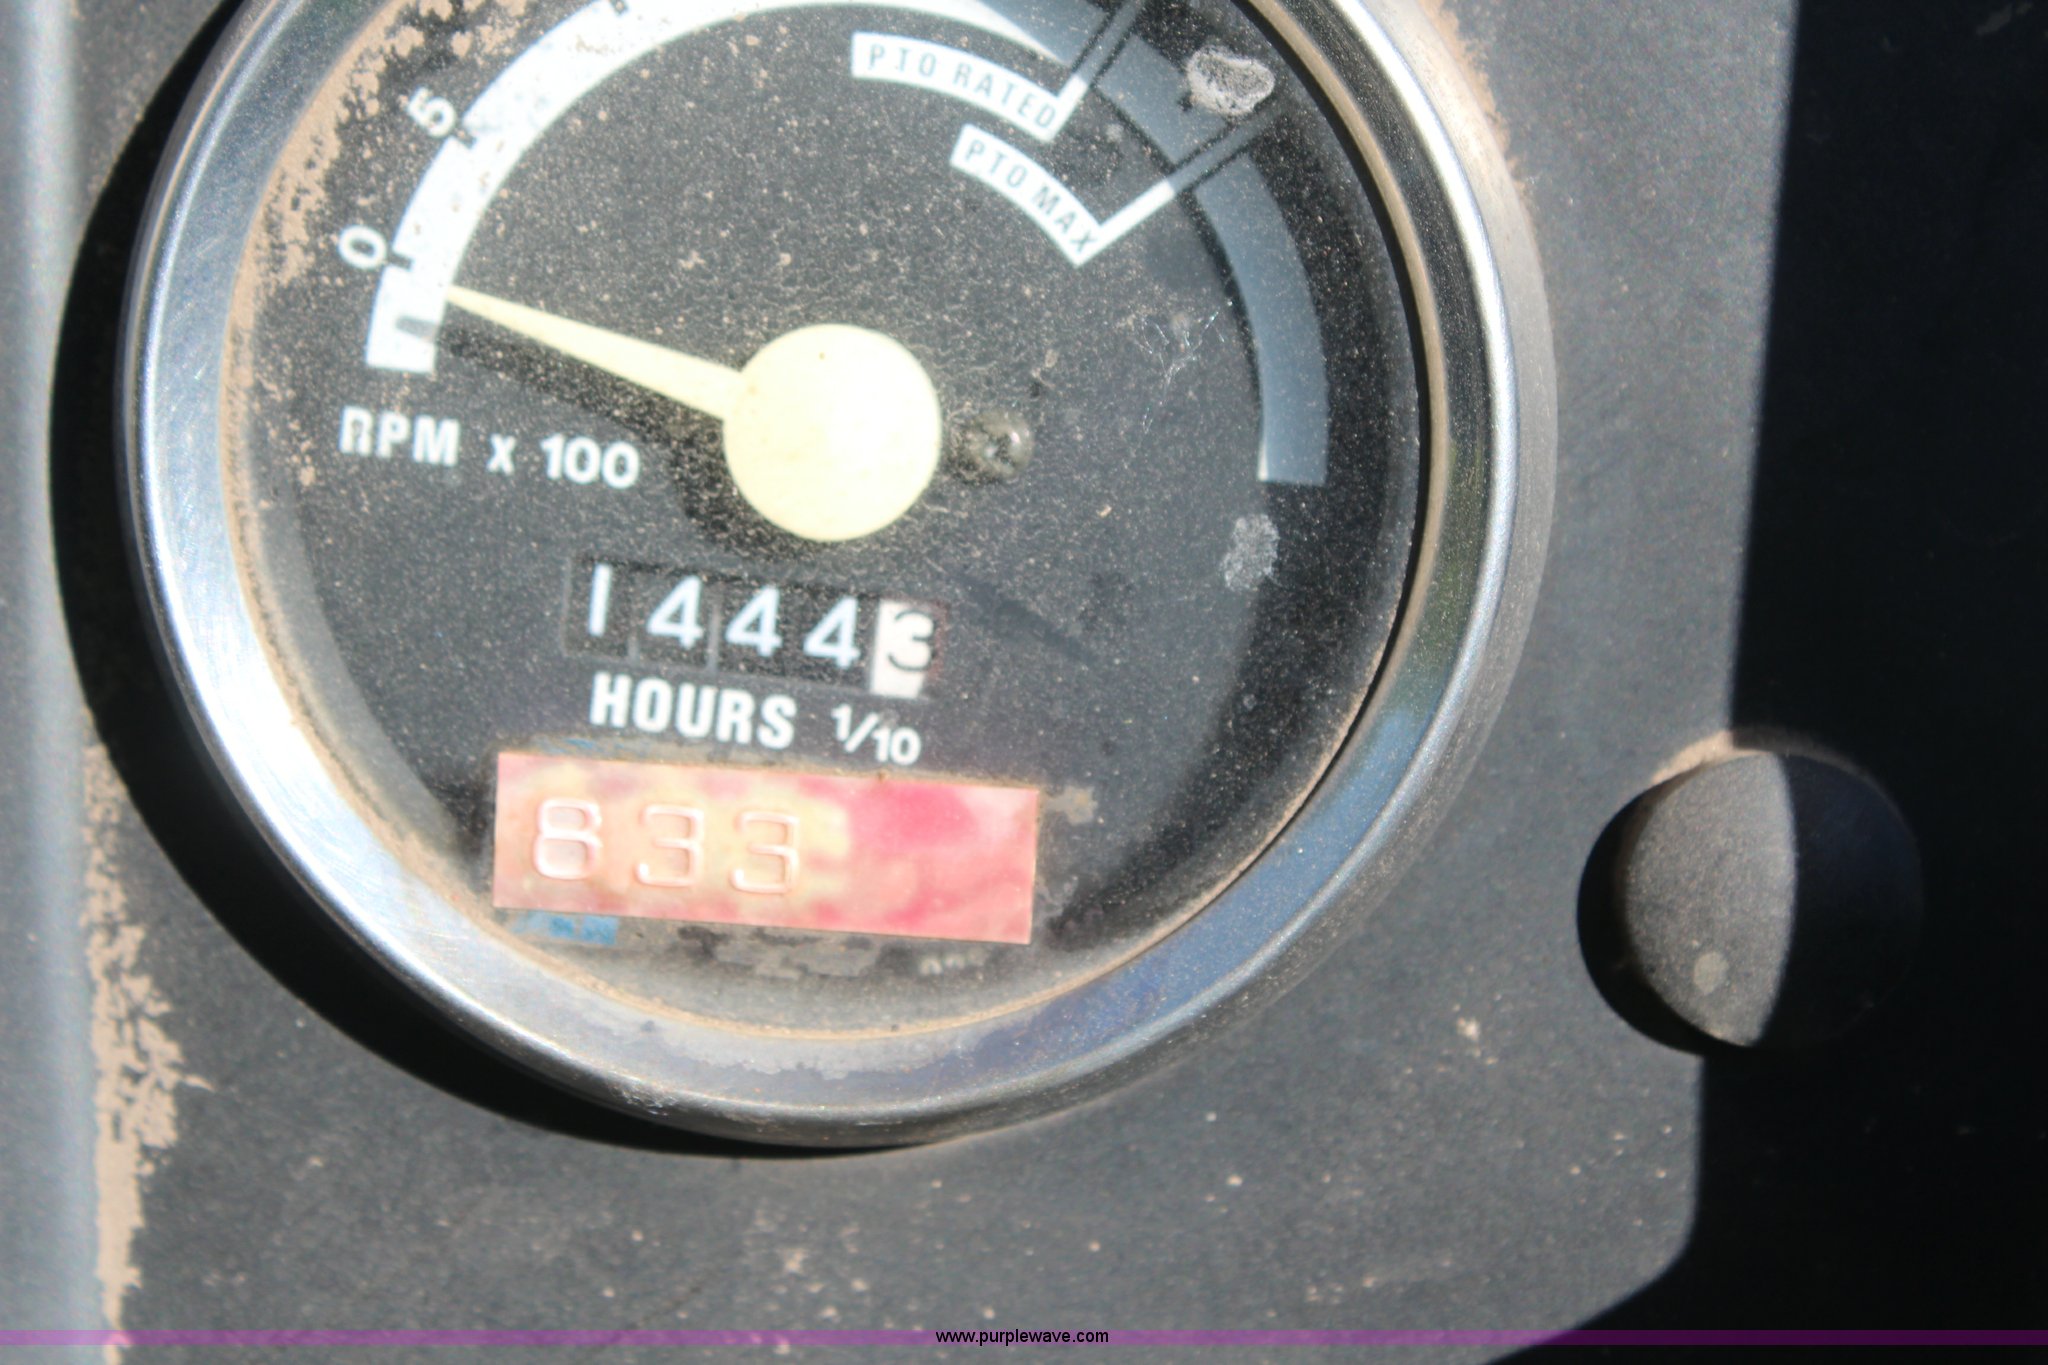 5
0
PTO RATED
PTO MAX
RPM x 100
14443
HOURS 1/10
833
www.purplewave.com